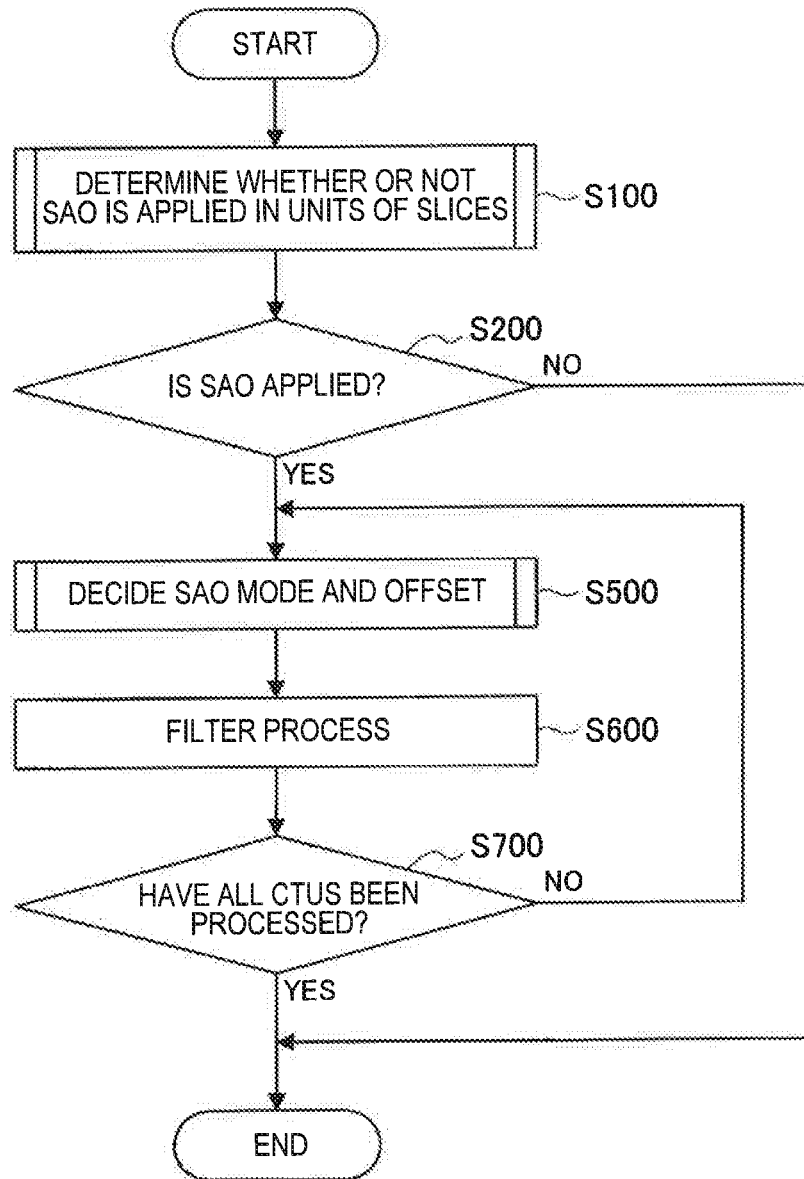 START
DETERMINE WHETHER OR NOT
SAO IS APPLIED IN UNITS OF SLICES
S100
S200
IS SAO APPLIED?
NO
YES
DECIDE SAO MODE AND OFFSET
S500
FILTER PROCESS
S600
S700
HAVE ALL CTUS BEEN
PROCESSED?
NO
YES
END